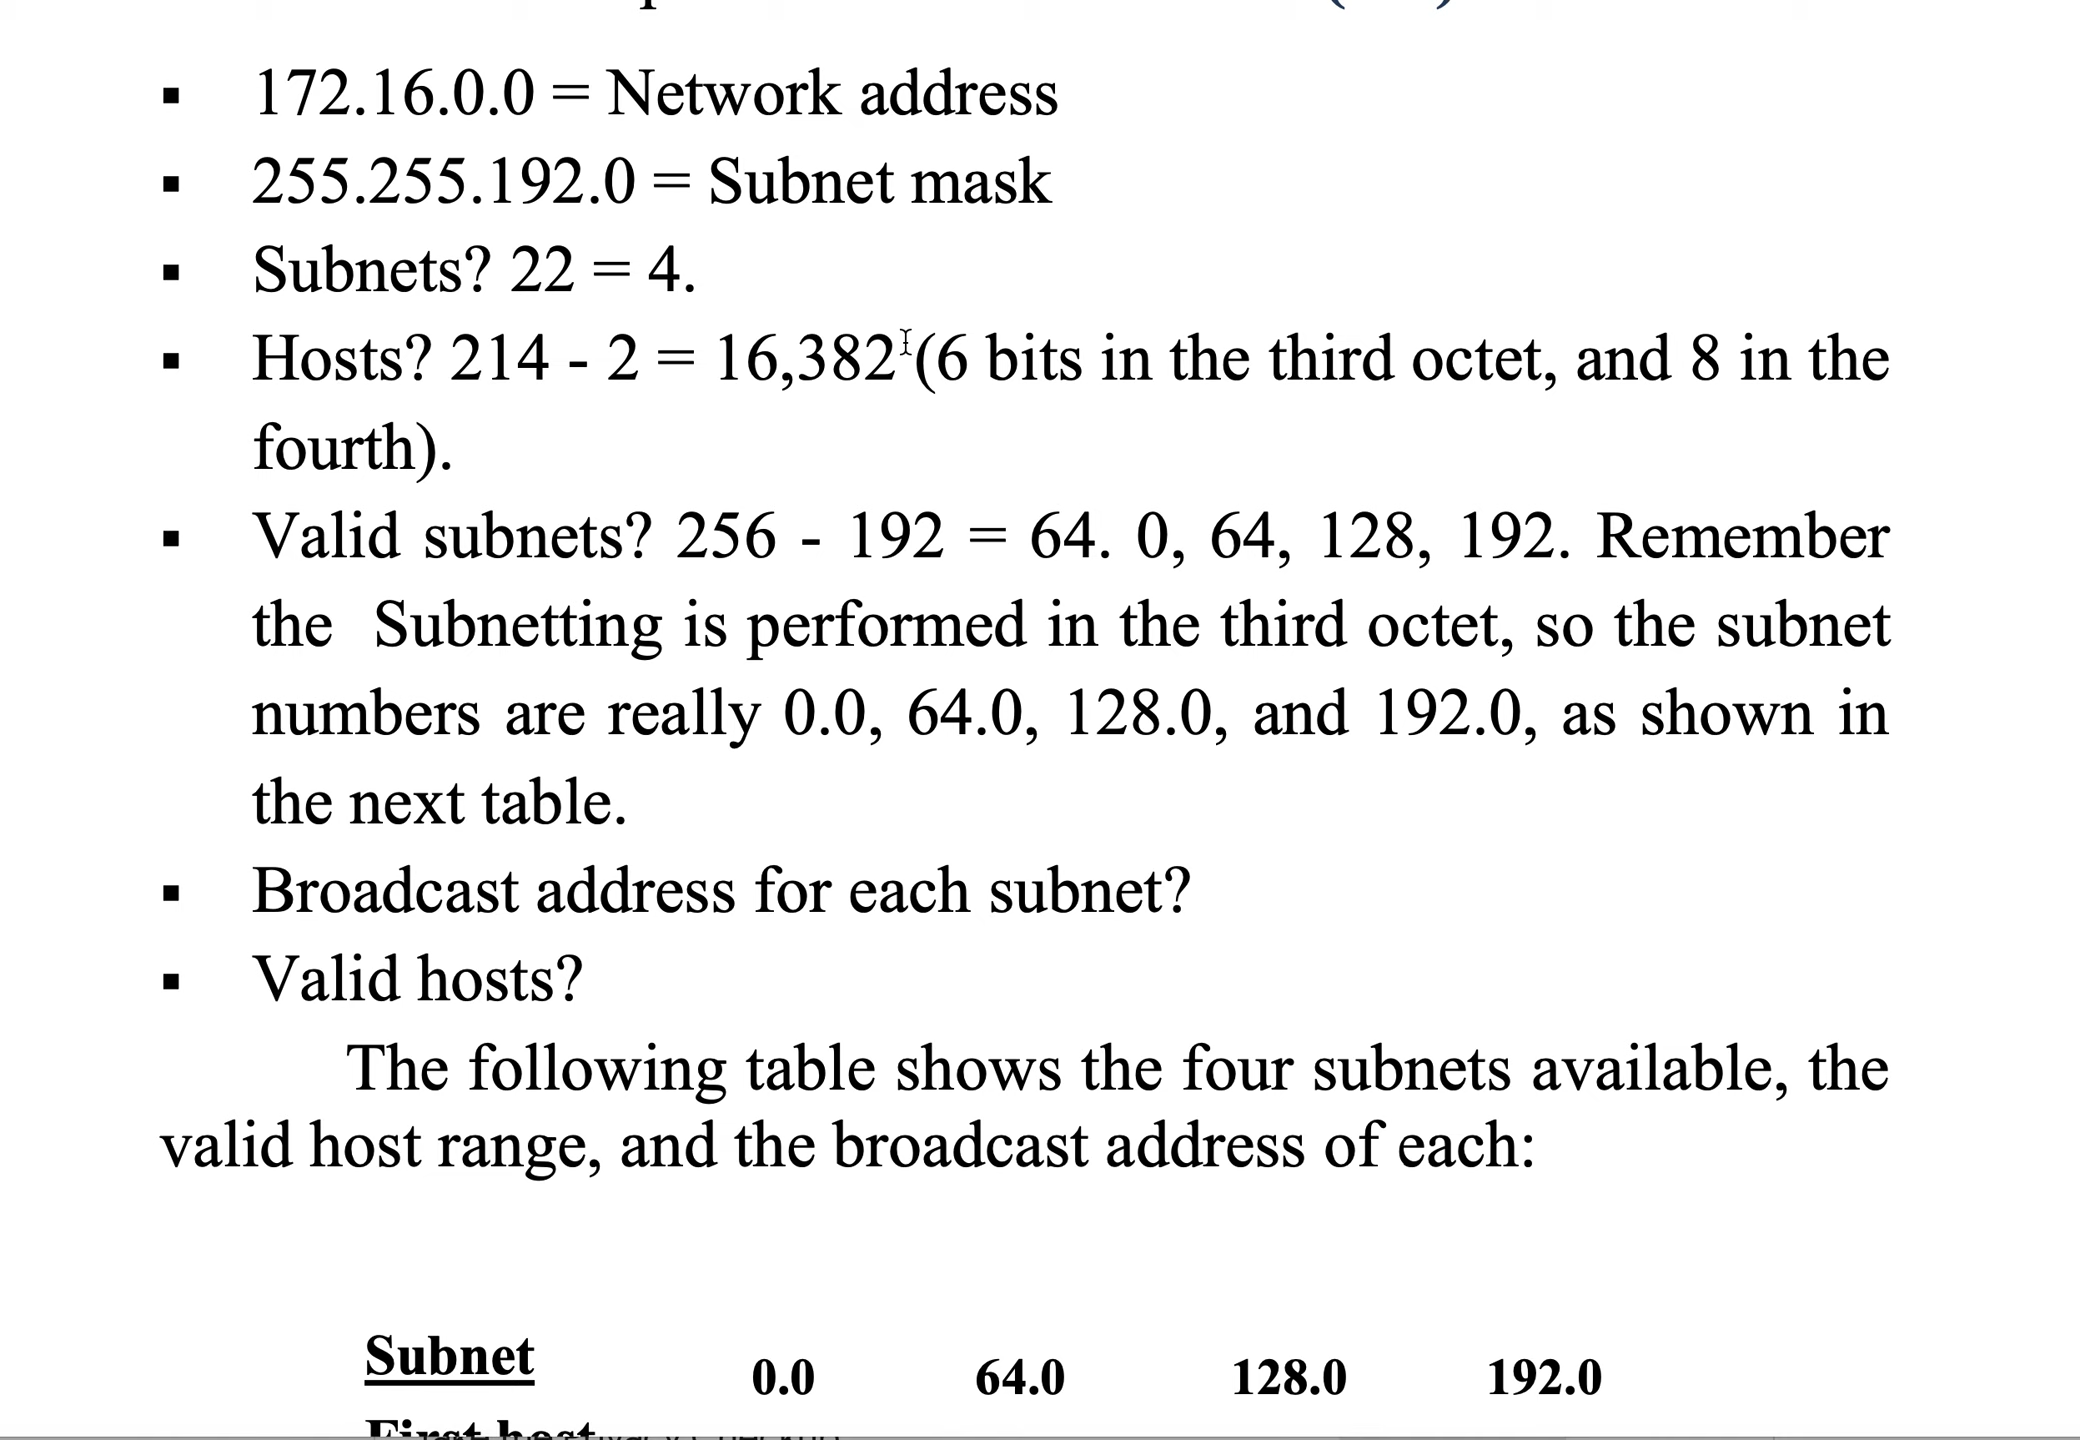 ▪ 172.16.0.0 = Network address
▪ 255.255.192.0 = Subnet mask
▪ Subnets? 22 = 4.
▪ Hosts? 214 - 2 = 16,382 (6 bits in the third octet, and 8 in the
fourth).
▪ Valid subnets? 256 - 192 = 64. 0, 64, 128, 192. Remember
the Subnetting is performed in the third octet, so the subnet
numbers are really 0.0, 64.0, 128.0, and 192.0, as shown in
the next table.
▪ Broadcast address for each subnet?
▪ Valid hosts?
The following table shows the four subnets available, the
valid host range, and the broadcast address of each:
Subnet 0.0 64.0 128.0 192.0
First host